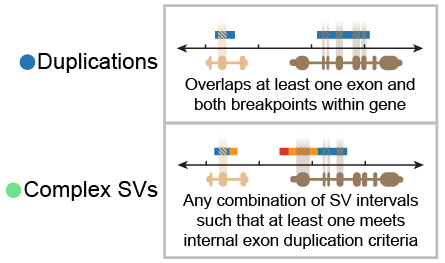 Duplications
Overlaps at least one exon and
both breakpoints within gene
Complex SVs
Any combination of SV intervals
such that at least one meets
internal exon duplication criteria